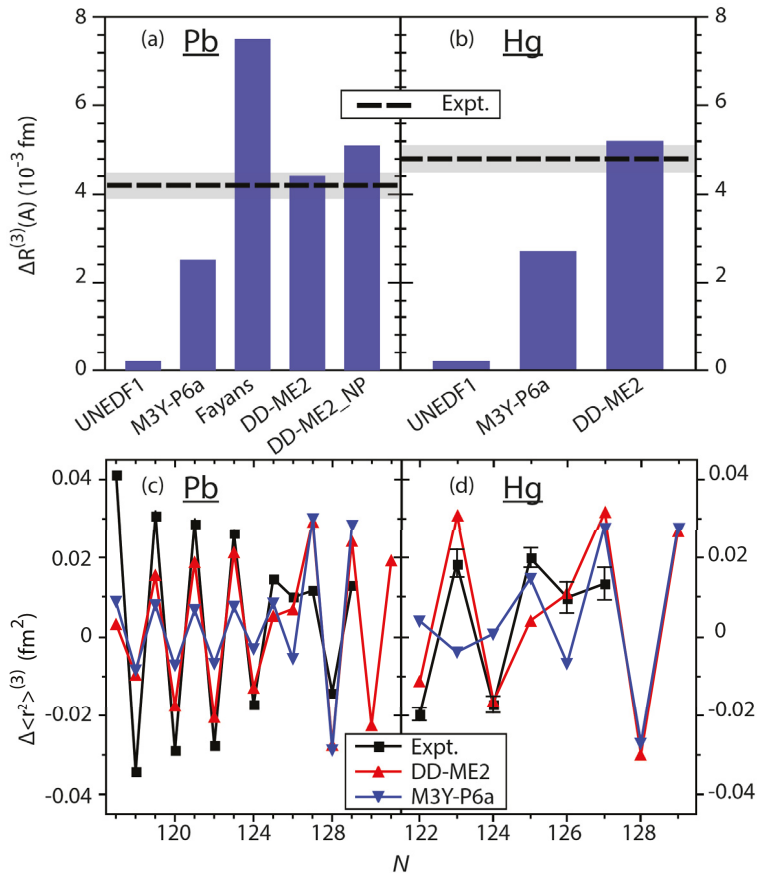 8 (a) Pb (b) Hg 8
6 Expt. 6
4 4
2 2
0 0
ΔR⁽³⁾(A) (10⁻³ fm)
UNEDF1 M3Y-P6a Fayans DD-ME2 DD-ME2_NP UNEDF1 M3Y-P6a DD-ME2
0.04 (c) Pb (d) Hg 0.04
0.02 0.02
0 0
-0.02 -0.02
-0.04 -0.04
Δ<r²>⁽³⁾ (fm²)
Expt.
DD-ME2
M3Y-P6a
120 124 128 122 124 126 128
N